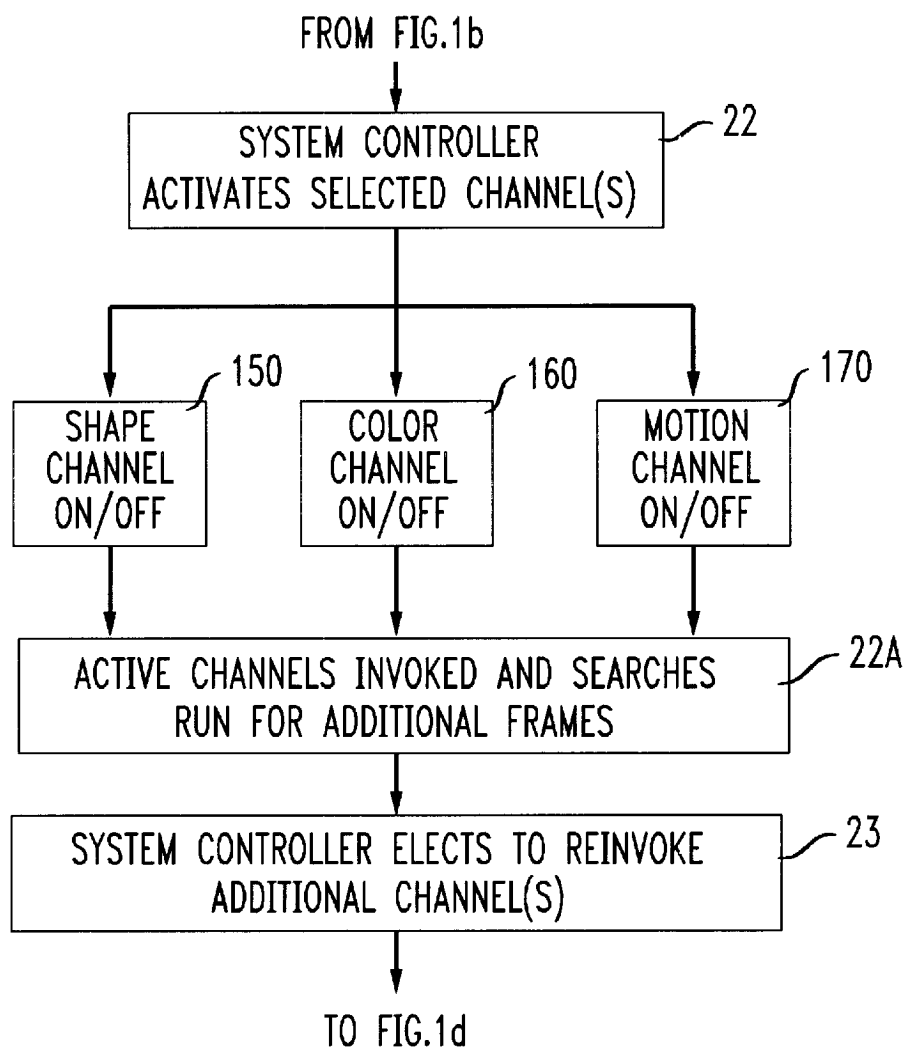 FROM FIG.1b
SYSTEM CONTROLLER
ACTIVATES SELECTED CHANNEL(S)
22
150
SHAPE
CHANNEL
ON/OFF
160
COLOR
CHANNEL
ON/OFF
170
MOTION
CHANNEL
ON/OFF
ACTIVE CHANNELS INVOKED AND SEARCHES
RUN FOR ADDITIONAL FRAMES
22A
SYSTEM CONTROLLER ELECTS TO REINVOKE
ADDITIONAL CHANNEL(S)
23
TO FIG.1d